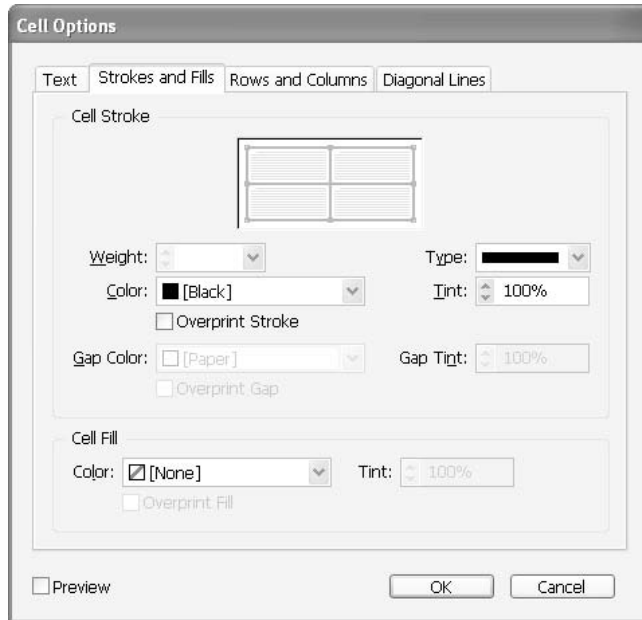 Cell Options
Text Strokes and Fills Rows and Columns Diagonal Lines
Cell Stroke
Weight: Type:
Color: [Black] Tint: 100%
Overprint Stroke
Gap Color: [Paper] Gap Tint: 100%
Overprint Gap
Cell Fill
Color: [None] Tint: 100%
Overprint Fill
Preview OK Cancel